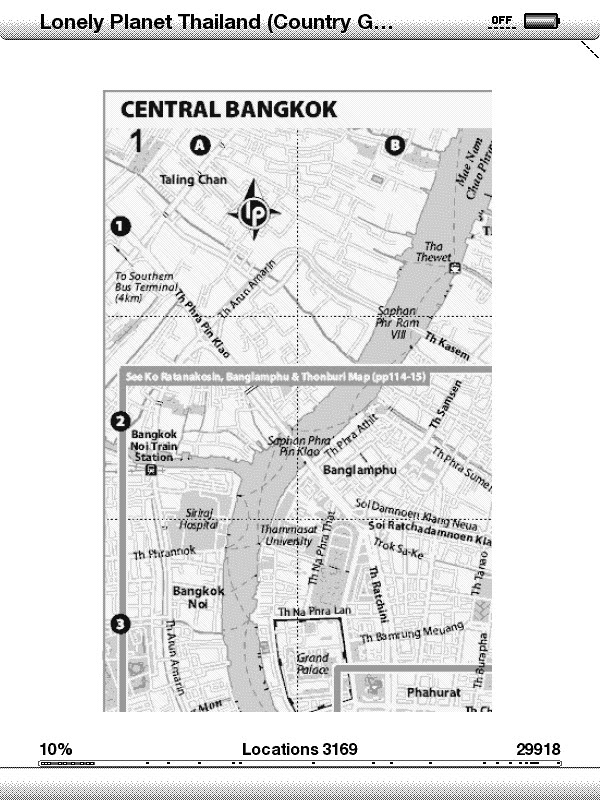 Lonely Planet Thailand (Country G...
OFF
CENTRAL BANGKOK
1
A
B
Mae Nam
Chao Phra
Taling Chan
lp
1
Tha
Thewet
To Southern
Bus Terminal
(4km)
Th Arun Amarin
Th Phra Pin Klao
Saphan
Phr Ram
VIII
Th Kasem
See Ko Ratanakosin, Banglamphu & Thonburi Map (pp114-15)
Th Samsen
2
Bangkok
Noi Train
Station
Saphan Phra
Pin Klao
Th Phra Athit
Banglamphu
Th Phra Sume
Siriraj
Hospital
Soi Damnoen Klang Neua
Soi Ratchadamnoen Kla
Thammasat
University
Trok Sa-Ke
Th Phrannok
Th Na Phra That
Th Tanao
Bangkok
Noi
Th Ratchini
Th Na Phra Lan
3
Th Bamrung Meuang
Th Arun Amarin
Th Burapha
Grand
Palace
Phahurat
Mon
Th Ch
10%
Locations 3169
29918